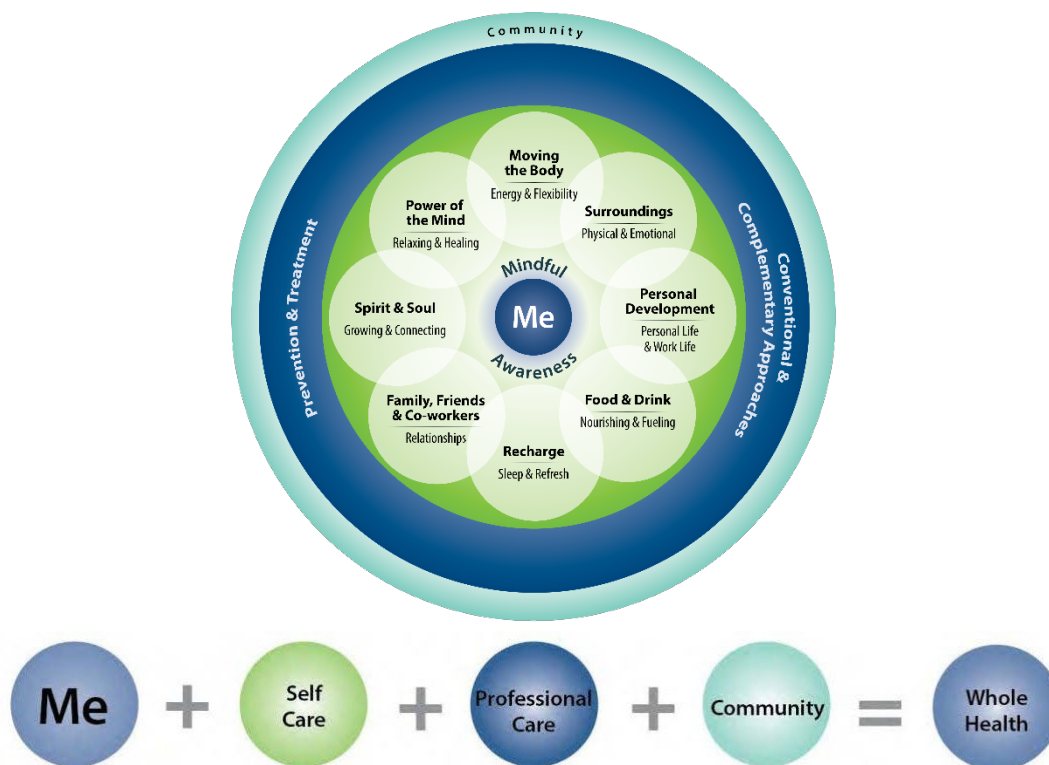 Community
Moving
the Body
Energy & Flexibility
Surroundings
Physical & Emotional
Personal
Development
Personal Life
& Work Life
Food & Drink
Nourishing & Fueling
Recharge
Sleep & Refresh
Family, Friends
& Co-workers
Relationships
Spirit & Soul
Growing & Connecting
Power of
the Mind
Relaxing & Healing
Mindful
Me
Awareness
Prevention & Treatment
Conventional &
Complementary Approaches
Me
+
Self
Care
+
Professional
Care
+
Community
=
Whole
Health